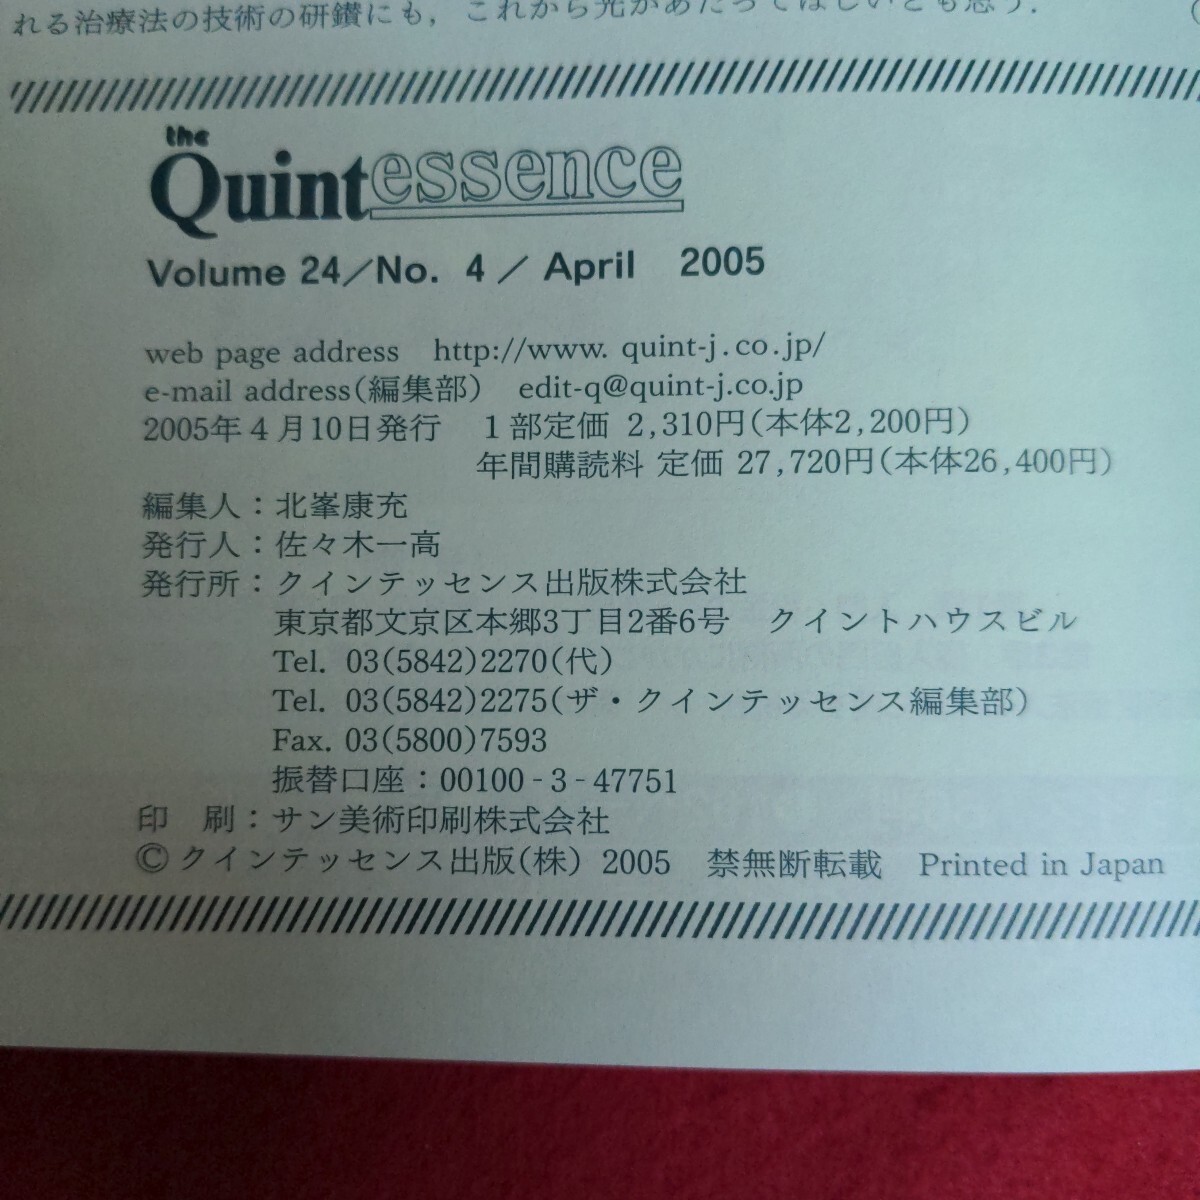 れる治療法の技術の研鑽にも，これから光があたってほしいとも思う．
the
Quintessence
Volume 24／No. 4 ／ April 2005
web page address http://www. quint-j.co.jp/
e-mail address(編集部) edit-q@quint-j.co.jp
2005年4月10日発行 1部定価 2,310円(本体2,200円)
年間購読料 定価 27,720円(本体26,400円)
編集人：北峯康充
発行人：佐々木一高
発行所：クインテッセンス出版株式会社
東京都文京区本郷3丁目2番6号 クイントハウスビル
Tel. 03(5842)2270(代)
Tel. 03(5842)2275(ザ・クインテッセンス編集部)
Fax. 03(5800)7593
振替口座：00100-3-47751
印 刷：サン美術印刷株式会社
©クインテッセンス出版(株) 2005 禁無断転載 Printed in Japan